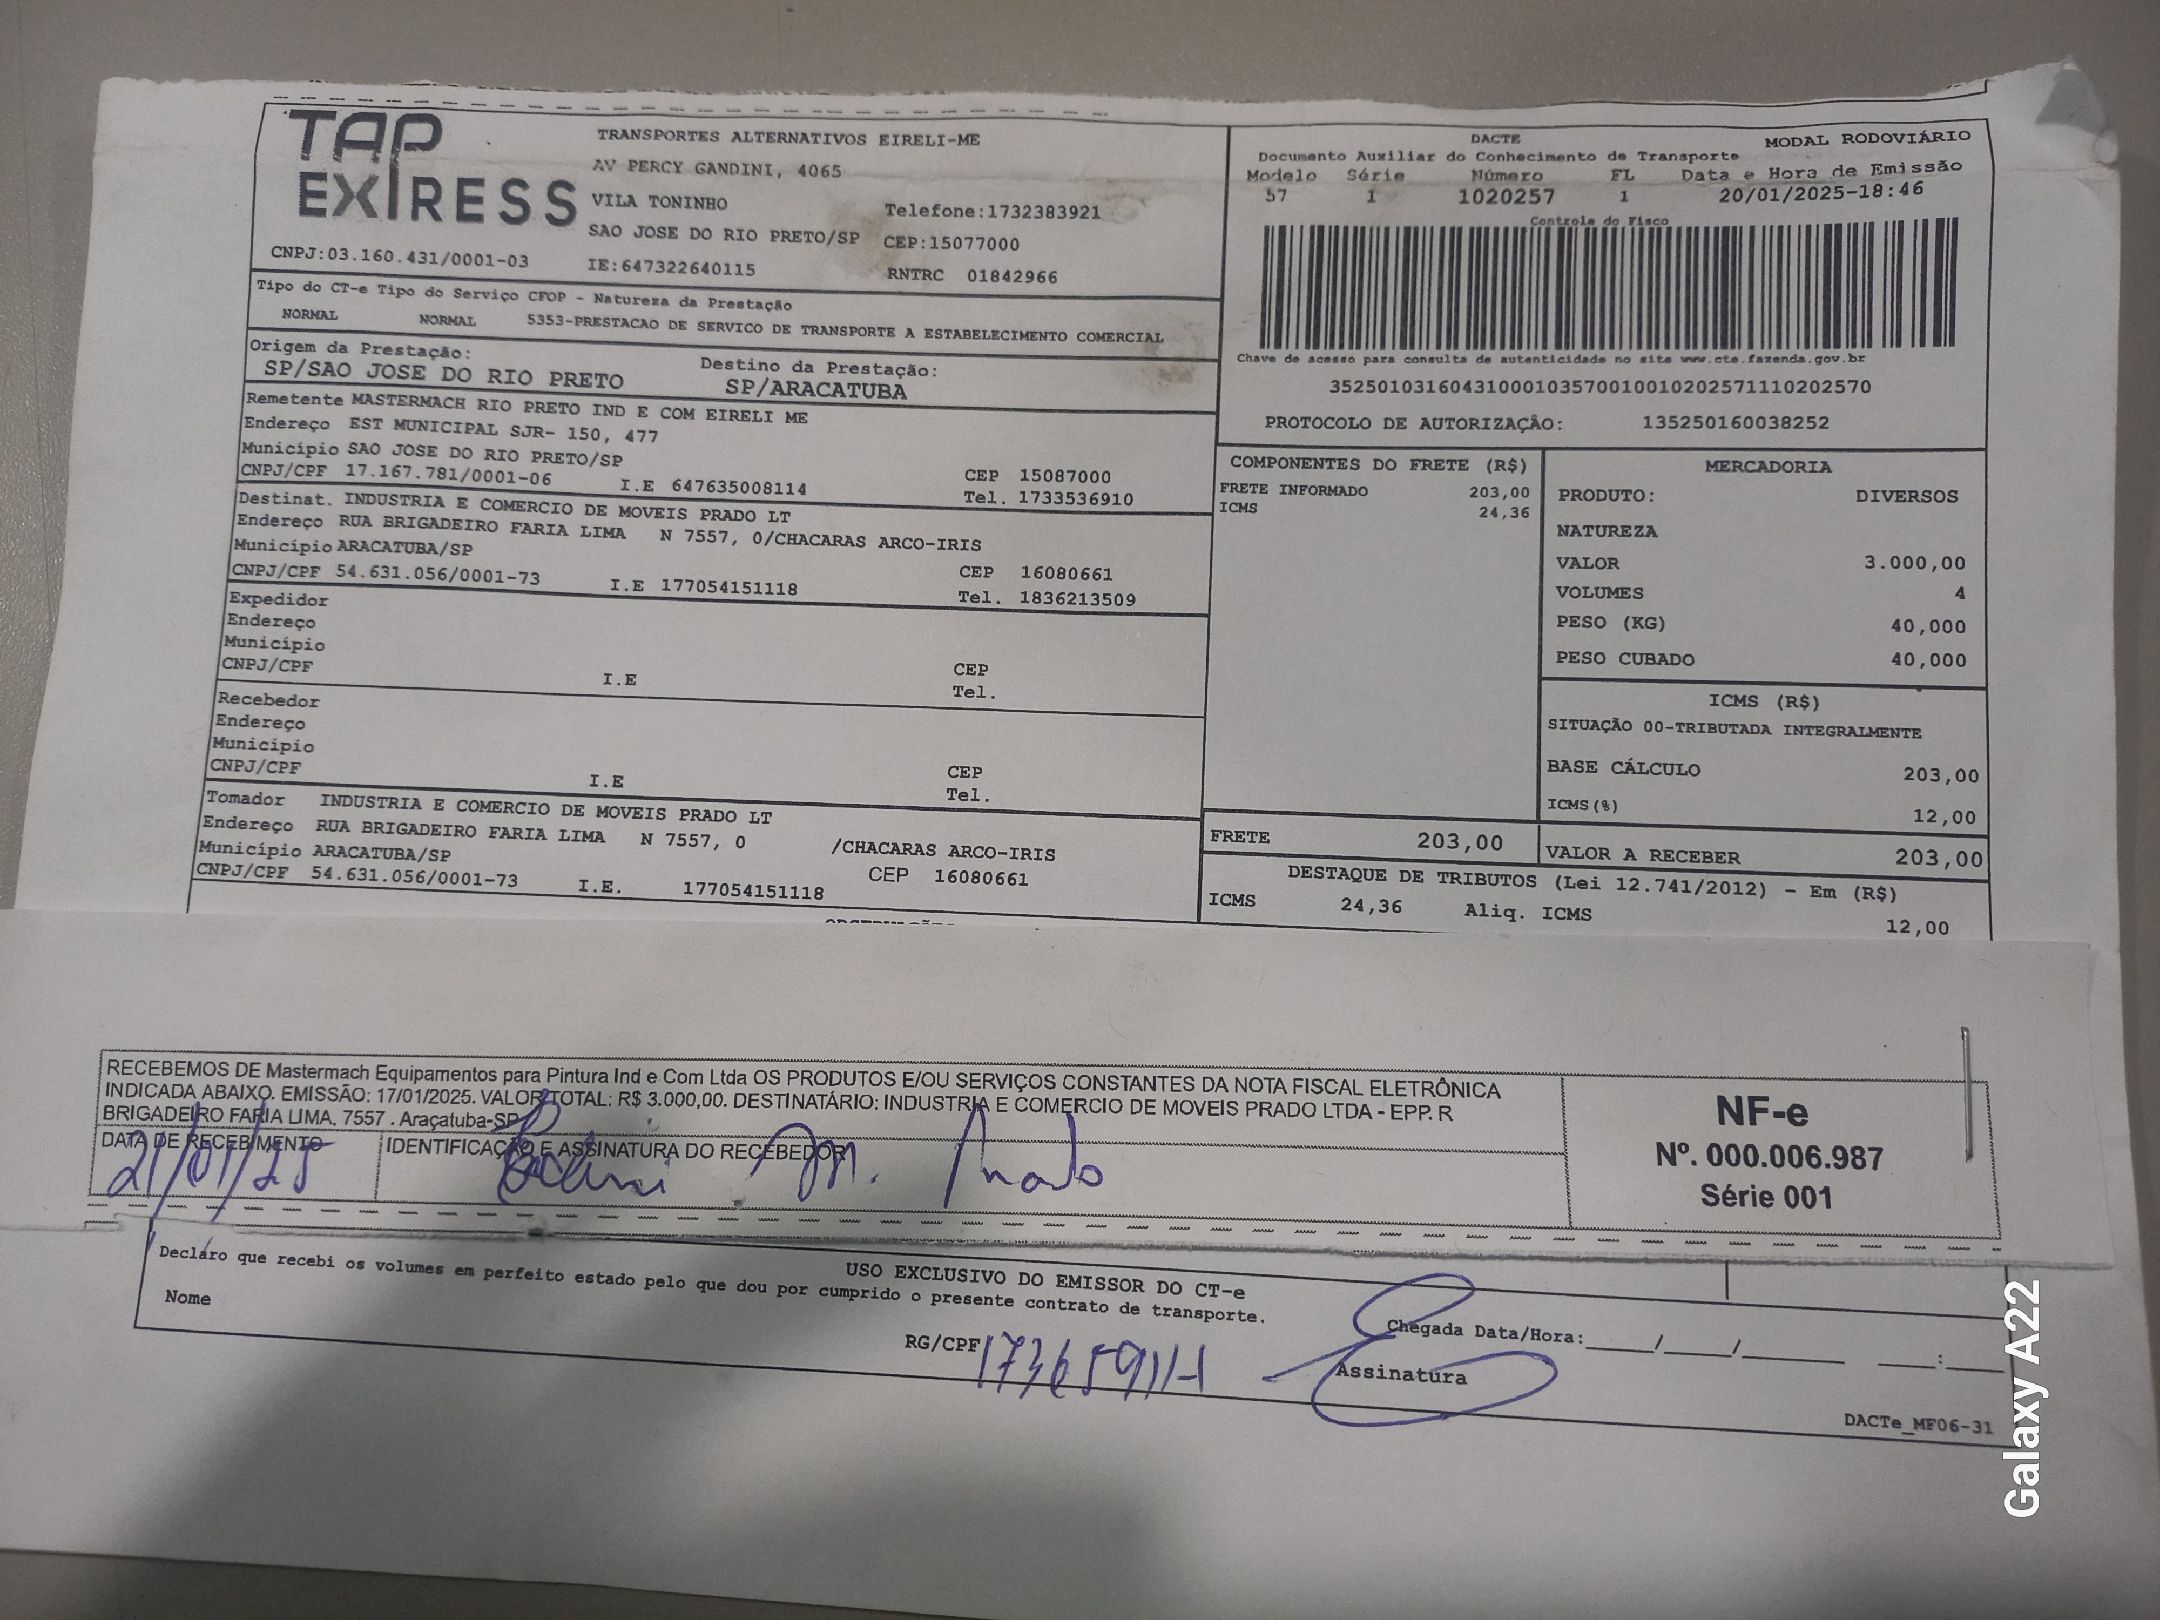 TAP
EXPRESS
TRANSPORTES ALTERNATIVOS EIRELI-ME
AV PERCY GANDINI, 4065
VILA TONINHO Telefone:1732383921
SAO JOSE DO RIO PRETO/SP CEP:15077000
CNPJ:03.160.431/0001-03 IE:647322640115 RNTRC 01842966
DACTE MODAL RODOVIÁRIO
Documento Auxiliar do Conhecimento de Transporte
Modelo Série Número FL Data e Hora de Emissão
57 1 1020257 1 20/01/2025-18:46
Controle do Fisco
Chave de acesso para consulta de autenticidade no site www.cte.fazenda.gov.br
35250103160431000103570010010202571110202570
PROTOCOLO DE AUTORIZAÇÃO: 135250160038252
Tipo do CT-e Tipo do Serviço CFOP - Natureza da Prestação
NORMAL NORMAL 5353-PRESTACAO DE SERVICO DE TRANSPORTE A ESTABELECIMENTO COMERCIAL
Origem da Prestação: Destino da Prestação:
SP/SAO JOSE DO RIO PRETO SP/ARACATUBA
Remetente MASTERMACH RIO PRETO IND E COM EIRELI ME
Endereço EST MUNICIPAL SJR- 150, 477
Município SAO JOSE DO RIO PRETO/SP CEP 15087000
CNPJ/CPF 17.167.781/0001-06 I.E 647635008114 Tel. 1733536910
Destinat. INDUSTRIA E COMERCIO DE MOVEIS PRADO LT
Endereço RUA BRIGADEIRO FARIA LIMA N 7557, 0/CHACARAS ARCO-IRIS
Município ARACATUBA/SP CEP 16080661
CNPJ/CPF 54.631.056/0001-73 I.E 177054151118 Tel. 1836213509
Expedidor
Endereço
Município CEP
CNPJ/CPF I.E Tel.
Recebedor
Endereço
Município CEP
CNPJ/CPF I.E Tel.
Tomador INDUSTRIA E COMERCIO DE MOVEIS PRADO LT
Endereço RUA BRIGADEIRO FARIA LIMA N 7557, 0 /CHACARAS ARCO-IRIS
Município ARACATUBA/SP CEP 16080661
CNPJ/CPF 54.631.056/0001-73 I.E. 177054151118
COMPONENTES DO FRETE (R$)
FRETE INFORMADO 203,00
ICMS 24,36
FRETE 203,00
MERCADORIA
PRODUTO: DIVERSOS
NATUREZA
VALOR 3.000,00
VOLUMES 4
PESO (KG) 40,000
PESO CUBADO 40,000
ICMS (R$)
SITUAÇÃO 00-TRIBUTADA INTEGRALMENTE
BASE CÁLCULO 203,00
ICMS(%) 12,00
VALOR A RECEBER 203,00
DESTAQUE DE TRIBUTOS (Lei 12.741/2012) - Em (R$)
ICMS 24,36 Aliq. ICMS 12,00
RECEBEMOS DE Mastermach Equipamentos para Pintura Ind e Com Ltda OS PRODUTOS E/OU SERVIÇOS CONSTANTES DA NOTA FISCAL ELETRÔNICA
INDICADA ABAIXO. EMISSÃO: 17/01/2025. VALOR TOTAL: R$ 3.000,00. DESTINATÁRIO: INDUSTRIA E COMERCIO DE MOVEIS PRADO LTDA - EPP. R
BRIGADEIRO FARIA LIMA, 7557 . Araçatuba-SP
DATA DE RECEBIMENTO IDENTIFICAÇÃO E ASSINATURA DO RECEBEDOR
21/01/25 M. Prado
NF-e
Nº. 000.006.987
Série 001
USO EXCLUSIVO DO EMISSOR DO CT-e
Declaro que recebi os volumes em perfeito estado pelo que dou por cumprido o presente contrato de transporte.
Nome RG/CPF Chegada Data/Hora:____/____/______ ___:___
Assinatura
DACTe_MF06-31
Galaxy A22